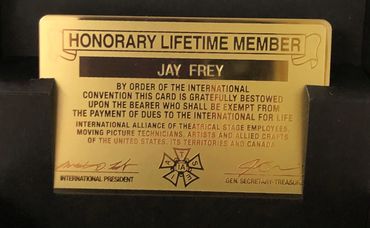 HONORARY LIFETIME MEMBER
JAY FREY
BY ORDER OF THE INTERNATIONAL
CONVENTION THIS CARD IS GRATEFULLY BESTOWED
UPON THE BEARER WHO SHALL BE EXEMPT FROM
THE PAYMENT OF DUES TO THE INTERNATIONAL FOR LIFE
INTERNATIONAL ALLIANCE OF THEATRICAL STAGE EMPLOYEES,
MOVING PICTURE TECHNICIANS, ARTISTS AND ALLIED CRAFTS
OF THE UNITED STATES, ITS TERRITORIES AND CANADA
INTERNATIONAL PRESIDENT
GEN. SECRETARY-TREASUR